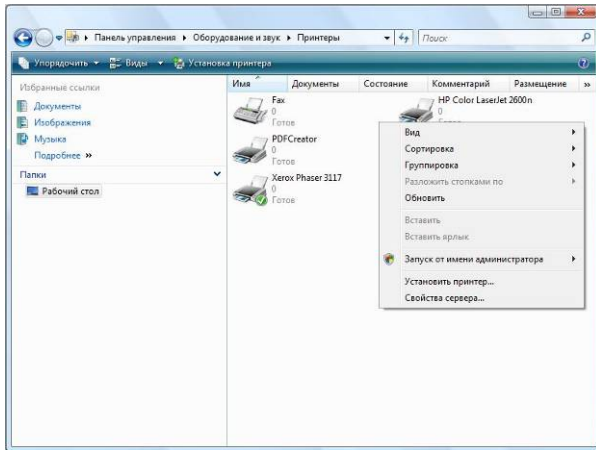 Панель управления ▸ Оборудование и звук ▸ Принтеры
Поиск
Упорядочить
Виды
Установка принтера
Избранные ссылки
Документы
Изображения
Музыка
Подробнее »
Папки
Рабочий стол
Имя Документы Состояние Комментарий Размещение »
Fax
0
Готов
HP Color LaserJet 2600n
0
PDFCreator
0
Готов
Xerox Phaser 3117
0
Готов
Вид
Сортировка
Группировка
Разложить стопками по
Обновить
Вставить
Вставить ярлык
Запуск от имени администратора
Установить принтер...
Свойства сервера...